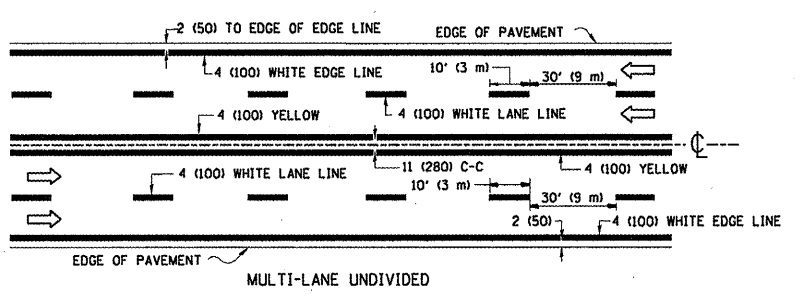 2 (50) TO EDGE OF EDGE LINE
EDGE OF PAVEMENT
4 (100) WHITE EDGE LINE
10' (3 m)
30' (9 m)
4 (100) YELLOW
4 (100) WHITE LANE LINE
CL
4 (100) WHITE LANE LINE
11 (280) C-C
4 (100) YELLOW
10' (3 m)
30' (9 m)
2 (50)
4 (100) WHITE EDGE LINE
EDGE OF PAVEMENT
MULTI-LANE UNDIVIDED